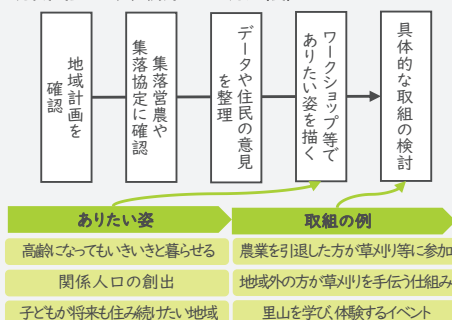 地域計画を
確認
集落営農や
集落協定に確認
データや住民の意見
を整理
ワークショップ等で
ありたい姿を描く
具体的な取組の検討
ありたい姿
取組の例
高齢になってもいきいきと暮らせる
農業を引退した方が草刈り等に参加
関係人口の創出
地域外の方が草刈りを手伝う仕組み
子どもが将来も住み続けたい地域
里山を学び、体験するイベント